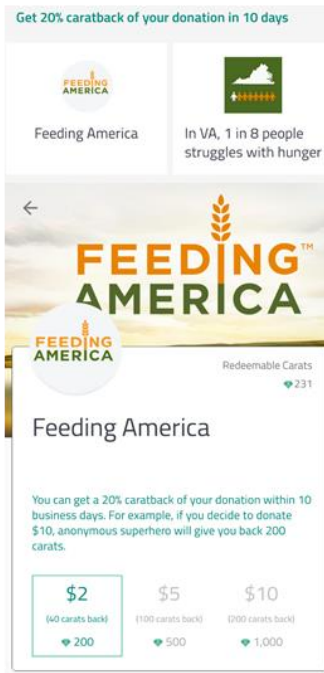 Get 20% caratback of your donation in 10 days
FEEDING
AMERICA
Feeding America
In VA, 1 in 8 people
struggles with hunger
FEEDING™
AMERICA
FEEDING
AMERICA
Redeemable Carats
231
Feeding America
You can get a 20% caratback of your donation within 10
business days. For example, if you decide to donate
$10, anonymous superhero will give you back 200
carats.
$2 $5 $10
(40 carats back) (100 carats back) (200 carats back)
200 500 1,000